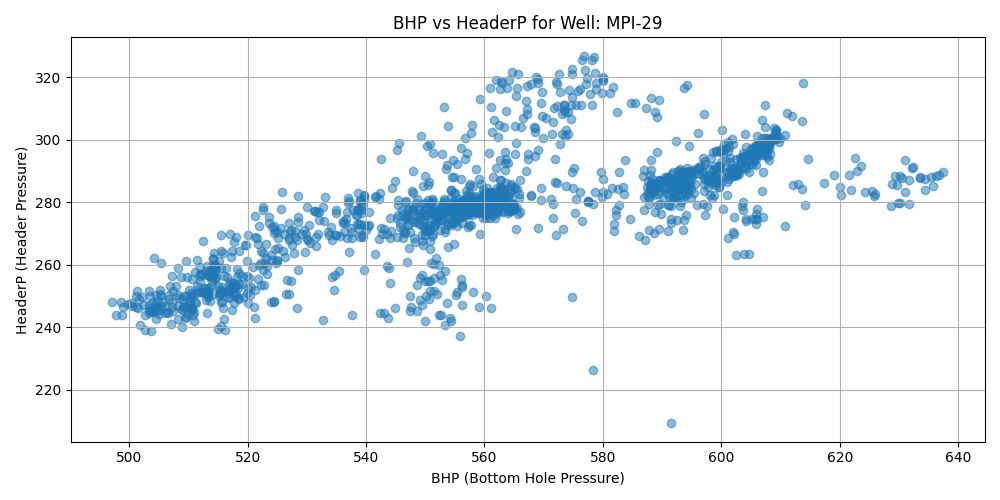 BHP vs HeaderP for Well: MPI-29
HeaderP (Header Pressure)
320
300
280
260
240
220
500 520 540 560 580 600 620 640
BHP (Bottom Hole Pressure)